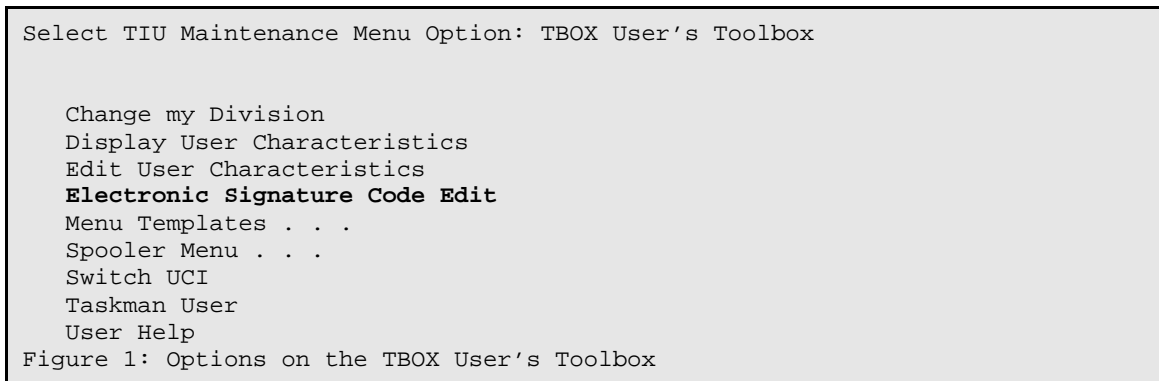 Select TIU Maintenance Menu Option: TBOX User's Toolbox
Change my Division
Display User Characteristics
Edit User Characteristics
Electronic Signature Code Edit
Menu Templates . . .
Spooler Menu . . .
Switch UCI
Taskman User
User Help
Figure 1: Options on the TBOX User's Toolbox